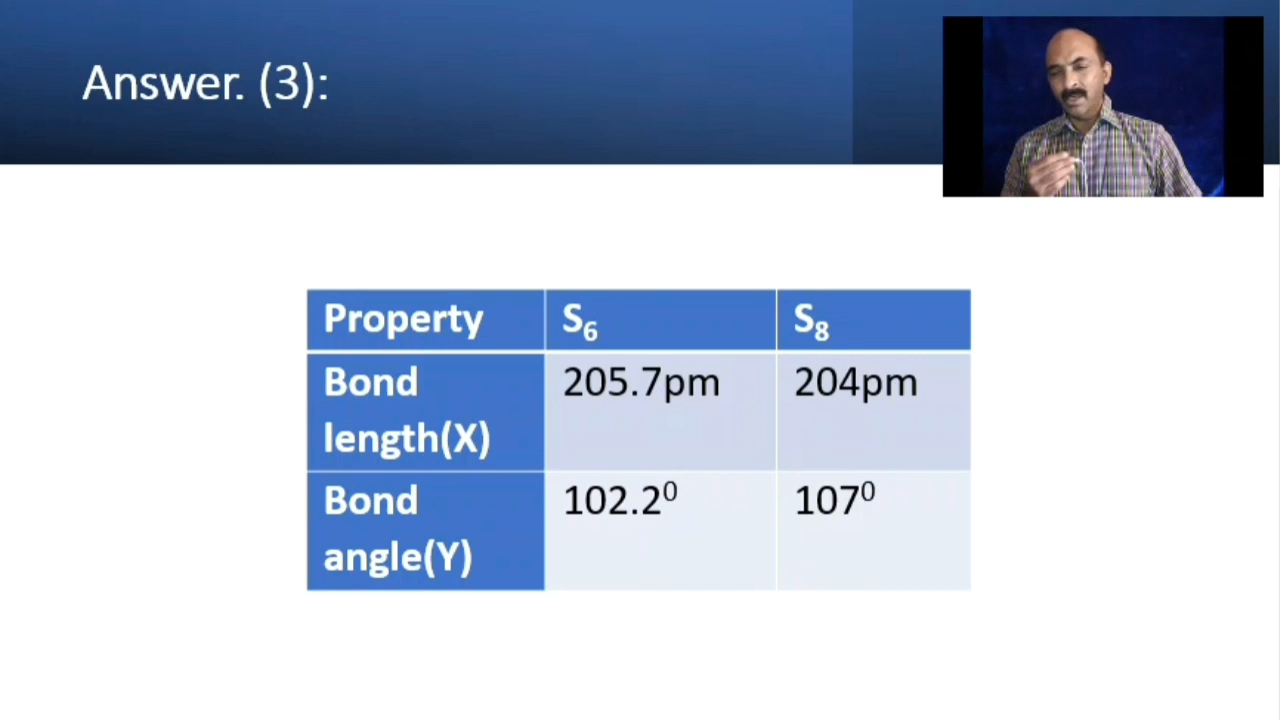 Answer. (3):
Property S₆ S₈
Bond 205.7pm 204pm
length(X)
Bond 102.2⁰ 107⁰
angle(Y)